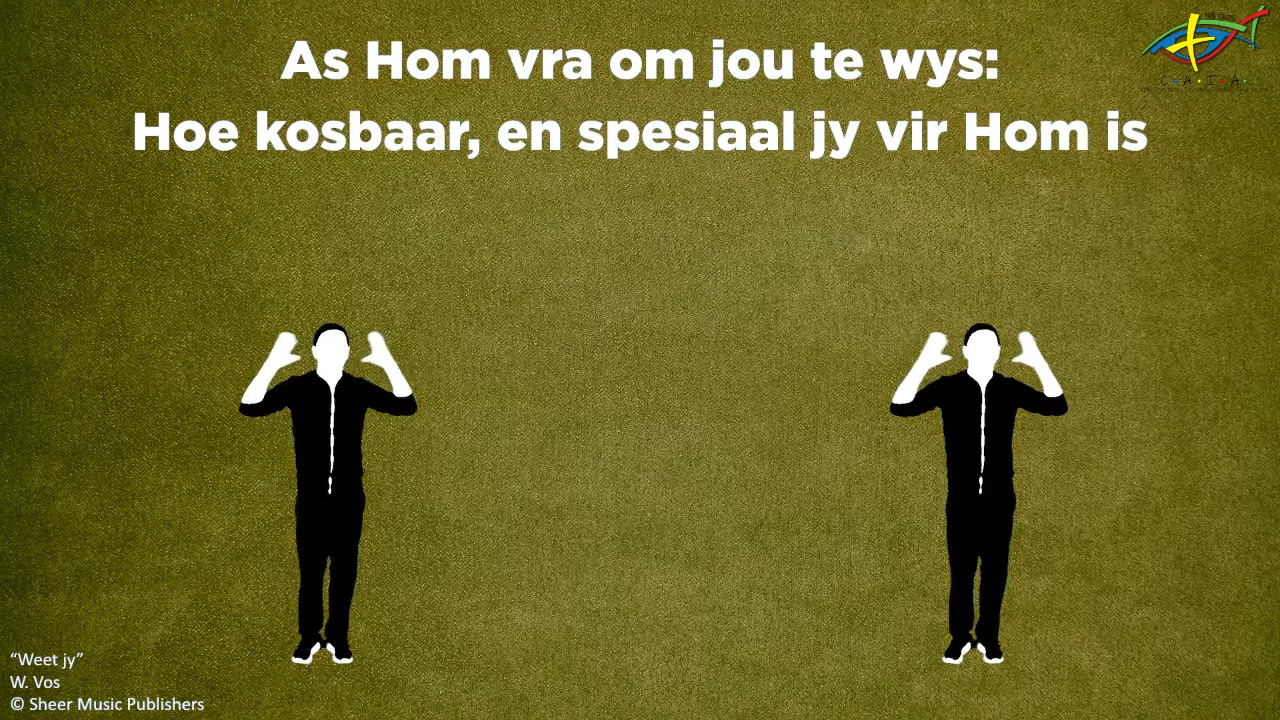 As Hom vra om jou te wys:
Hoe kosbaar, en spesiaal jy vir Hom is
C A I A
“Weet jy”
W. Vos
© Sheer Music Publishers